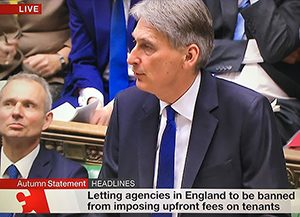 LIVE
Autumn Statement HEADLINES
Letting agencies in England to be banned
from imposing upfront fees on tenants